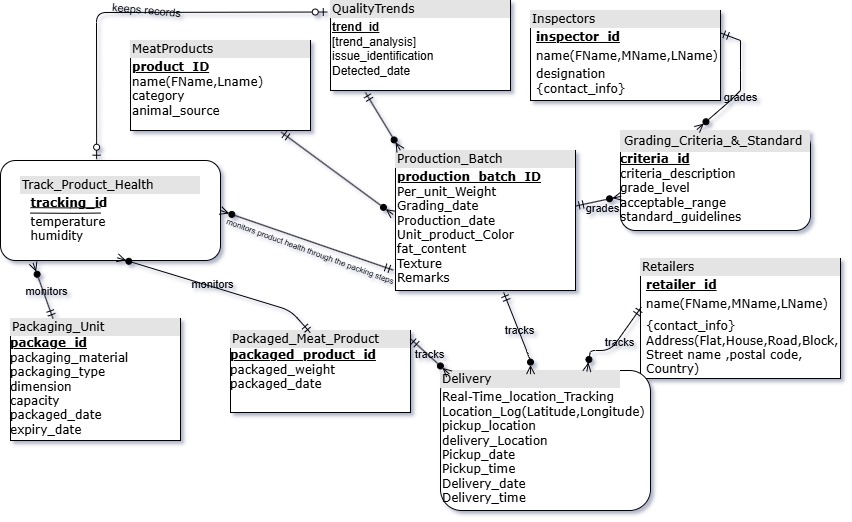 keeps records
QualityTrends
trend_id
[trend_analysis]
issue_identification
Detected_date
Inspectors
inspector_id
name(FName,MName,LName)
designation
{contact_info}
MeatProducts
product_ID
name(FName,Lname)
category
animal_source
grades
Grading_Criteria_&_Standard
criteria_id
criteria_description
grade_level
acceptable_range
standard_guidelines
Production_Batch
production_batch_ID
Per_unit_Weight
Grading_date
Production_date
Unit_product_Color
fat_content
Texture
Remarks
grades
Track_Product_Health
tracking_id
temperature
humidity
monitors product health through the packing steps
monitors
monitors
Retailers
retailer_id
name(FName,MName,LName)
{contact_info}
Address(Flat,House,Road,Block,
Street name ,postal code,
Country)
Packaging_Unit
package_id
packaging_material
packaging_type
dimension
capacity
packaged_date
expiry_date
Packaged_Meat_Product
packaged_product_id
packaged_weight
packaged_date
tracks
tracks
tracks
Delivery
Real-Time_location_Tracking
Location_Log(Latitude,Longitude)
pickup_location
delivery_Location
Pickup_date
Pickup_time
Delivery_date
Delivery_time